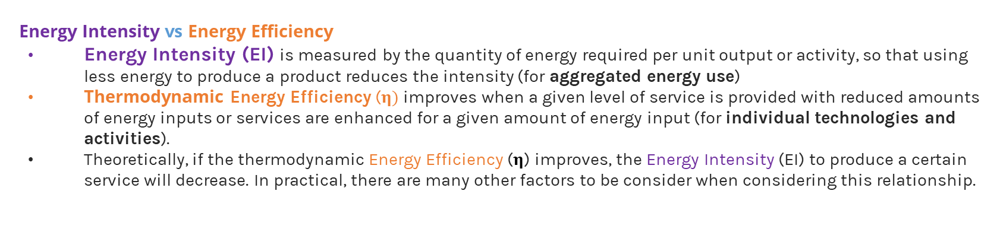 Energy Intensity vs Energy Efficiency
• Energy Intensity (EI) is measured by the quantity of energy required per unit output or activity, so that using
less energy to produce a product reduces the intensity (for aggregated energy use)
• Thermodynamic Energy Efficiency (η) improves when a given level of service is provided with reduced amounts
of energy inputs or services are enhanced for a given amount of energy input (for individual technologies and
activities).
• Theoretically, if the thermodynamic Energy Efficiency (η) improves, the Energy Intensity (EI) to produce a certain
service will decrease. In practical, there are many other factors to be consider when considering this relationship.